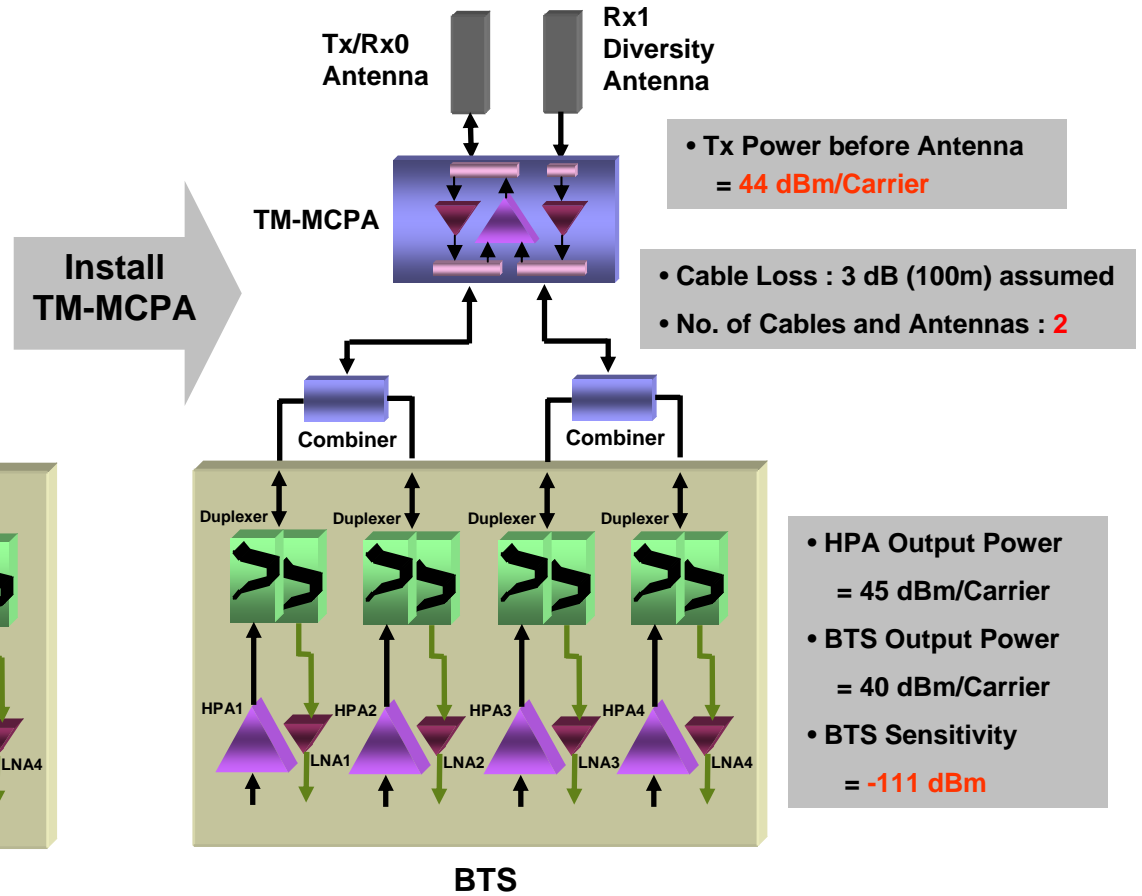 Tx/Rx0
Antenna
Rx1
Diversity
Antenna
• Tx Power before Antenna
= 44 dBm/Carrier
TM-MCPA
Install
TM-MCPA
• Cable Loss : 3 dB (100m) assumed
• No. of Cables and Antennas : 2
Combiner
Combiner
Duplexer
Duplexer
Duplexer
Duplexer
• HPA Output Power
= 45 dBm/Carrier
• BTS Output Power
= 40 dBm/Carrier
• BTS Sensitivity
= -111 dBm
HPA1
HPA2
HPA3
HPA4
LNA4
LNA1
LNA2
LNA3
LNA4
BTS